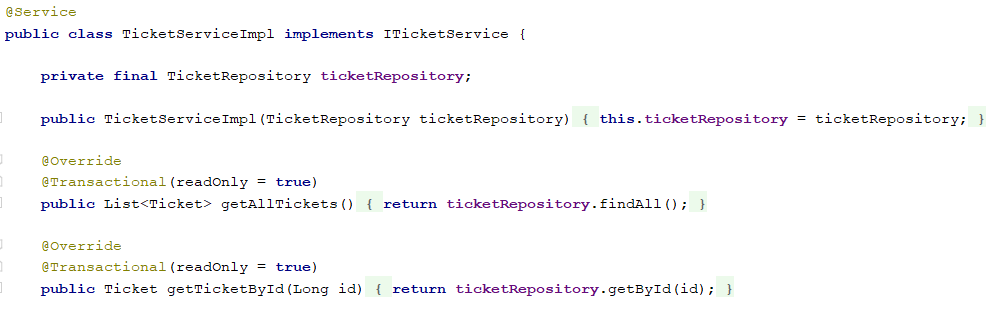 @Service
public class TicketServiceImpl implements ITicketService {
private final TicketRepository ticketRepository;
public TicketServiceImpl(TicketRepository ticketRepository) { this.ticketRepository = ticketRepository; }
@Override
@Transactional(readOnly = true)
public List<Ticket> getAllTickets() { return ticketRepository.findAll(); }
@Override
@Transactional(readOnly = true)
public Ticket getTicketById(Long id) { return ticketRepository.getById(id); }